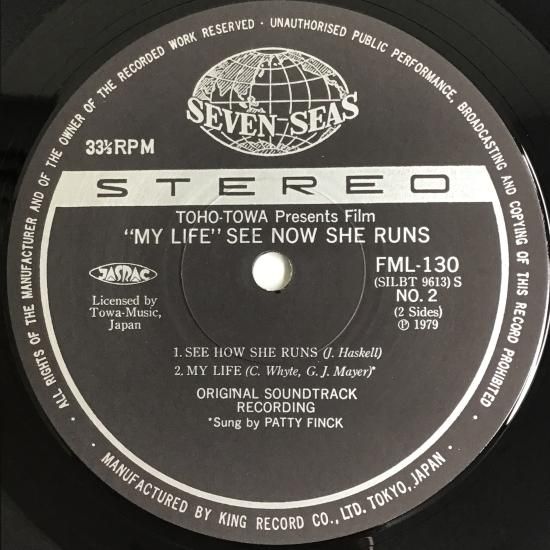 ALL RIGHTS OF THE MANUFACTURER AND OF THE OWNER OF THE RECORDED WORK RESERVED · UNAUTHORISED PUBLIC PERFORMANCE, BROADCASTING AND COPYING OF THIS RECORD PROHIBITED
SEVEN SEAS
33⅓RPM
STEREO
TOHO-TOWA Presents Film
"MY LIFE" SEE NOW SHE RUNS
JASRAC
Licensed by
Towa-Music,
Japan
FML-130
(SILBT 9613) S
NO. 2
(2 Sides)
℗ 1979
1. SEE HOW SHE RUNS (J. Haskell)
2. MY LIFE (C. Whyte, G. J. Mayer)*
ORIGINAL SOUNDTRACK
RECORDING
*Sung by PATTY FINCK
· MANUFACTURED BY KING RECORD CO., LTD. TOKYO, JAPAN ·